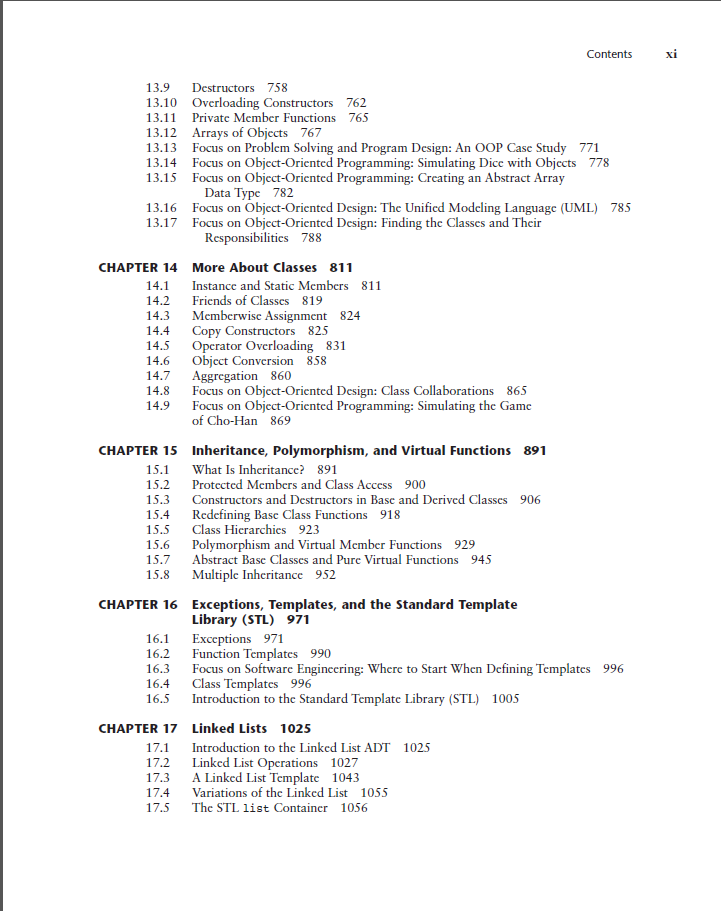 Contents xi
13.9 Destructors 758
13.10 Overloading Constructors 762
13.11 Private Member Functions 765
13.12 Arrays of Objects 767
13.13 Focus on Problem Solving and Program Design: An OOP Case Study 771
13.14 Focus on Object-Oriented Programming: Simulating Dice with Objects 778
13.15 Focus on Object-Oriented Programming: Creating an Abstract Array
Data Type 782
13.16 Focus on Object-Oriented Design: The Unified Modeling Language (UML) 785
13.17 Focus on Object-Oriented Design: Finding the Classes and Their
Responsibilities 788
CHAPTER 14 More About Classes 811
14.1 Instance and Static Members 811
14.2 Friends of Classes 819
14.3 Memberwise Assignment 824
14.4 Copy Constructors 825
14.5 Operator Overloading 831
14.6 Object Conversion 858
14.7 Aggregation 860
14.8 Focus on Object-Oriented Design: Class Collaborations 865
14.9 Focus on Object-Oriented Programming: Simulating the Game
of Cho-Han 869
CHAPTER 15 Inheritance, Polymorphism, and Virtual Functions 891
15.1 What Is Inheritance? 891
15.2 Protected Members and Class Access 900
15.3 Constructors and Destructors in Base and Derived Classes 906
15.4 Redefining Base Class Functions 918
15.5 Class Hierarchies 923
15.6 Polymorphism and Virtual Member Functions 929
15.7 Abstract Base Classes and Pure Virtual Functions 945
15.8 Multiple Inheritance 952
CHAPTER 16 Exceptions, Templates, and the Standard Template
Library (STL) 971
16.1 Exceptions 971
16.2 Function Templates 990
16.3 Focus on Software Engineering: Where to Start When Defining Templates 996
16.4 Class Templates 996
16.5 Introduction to the Standard Template Library (STL) 1005
CHAPTER 17 Linked Lists 1025
17.1 Introduction to the Linked List ADT 1025
17.2 Linked List Operations 1027
17.3 A Linked List Template 1043
17.4 Variations of the Linked List 1055
17.5 The STL list Container 1056